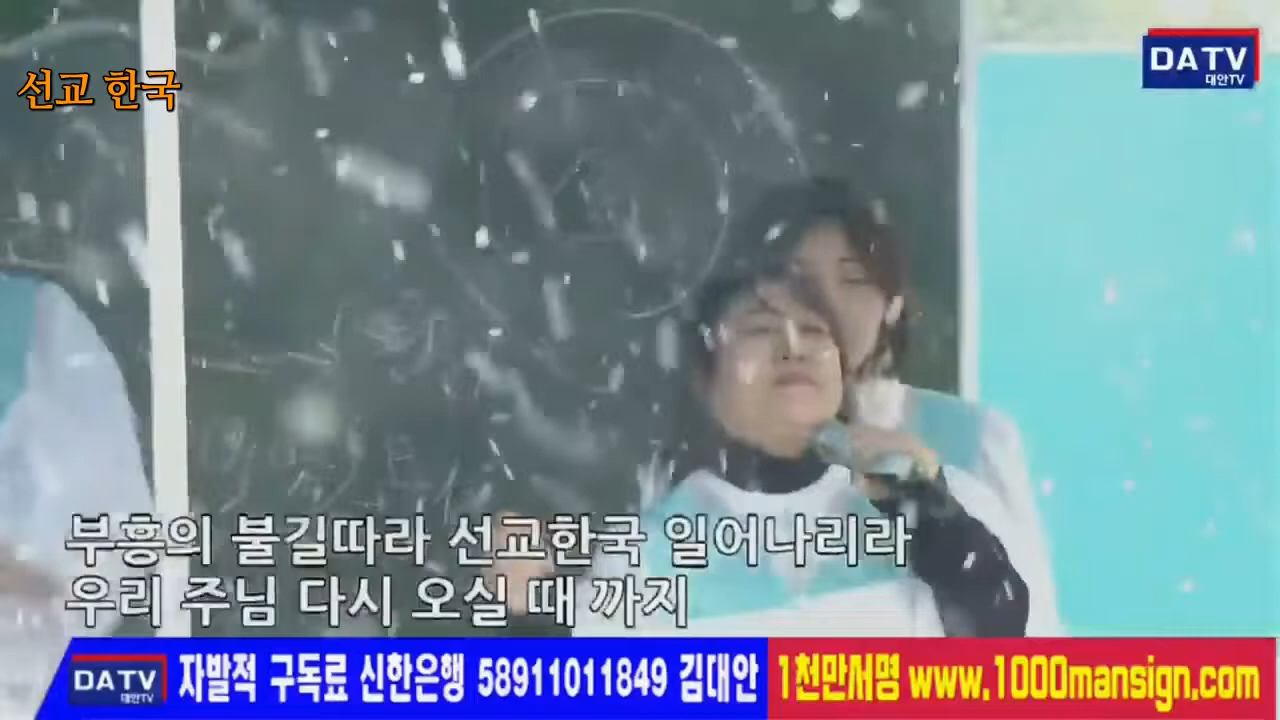 선교 한국
DATV
대안TV
부흥의 불길따라 선교한국 일어나리라
우리 주님 다시 오실 때 까지
DATV
대안TV
자발적 구독료 신한은행 58911011849 김대안
1천만서명 www.1000mansign.com